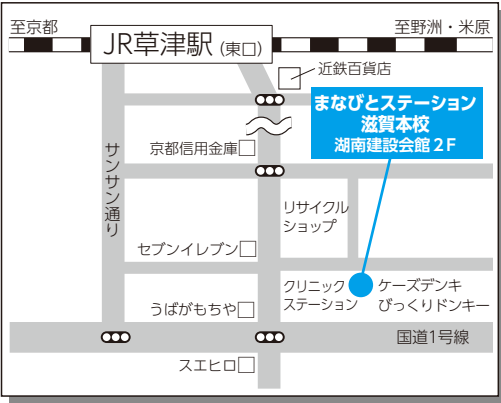 至京都
至野洲・米原
JR草津駅(東口)
近鉄百貨店
まなびとステーション
滋賀本校
湖南建設会館2F
京都信用金庫
サンサン通り
リサイクル
ショップ
セブンイレブン
クリニック
ステーション
ケーズデンキ
びっくりドンキー
うばがもちや
国道1号線
スエヒロ